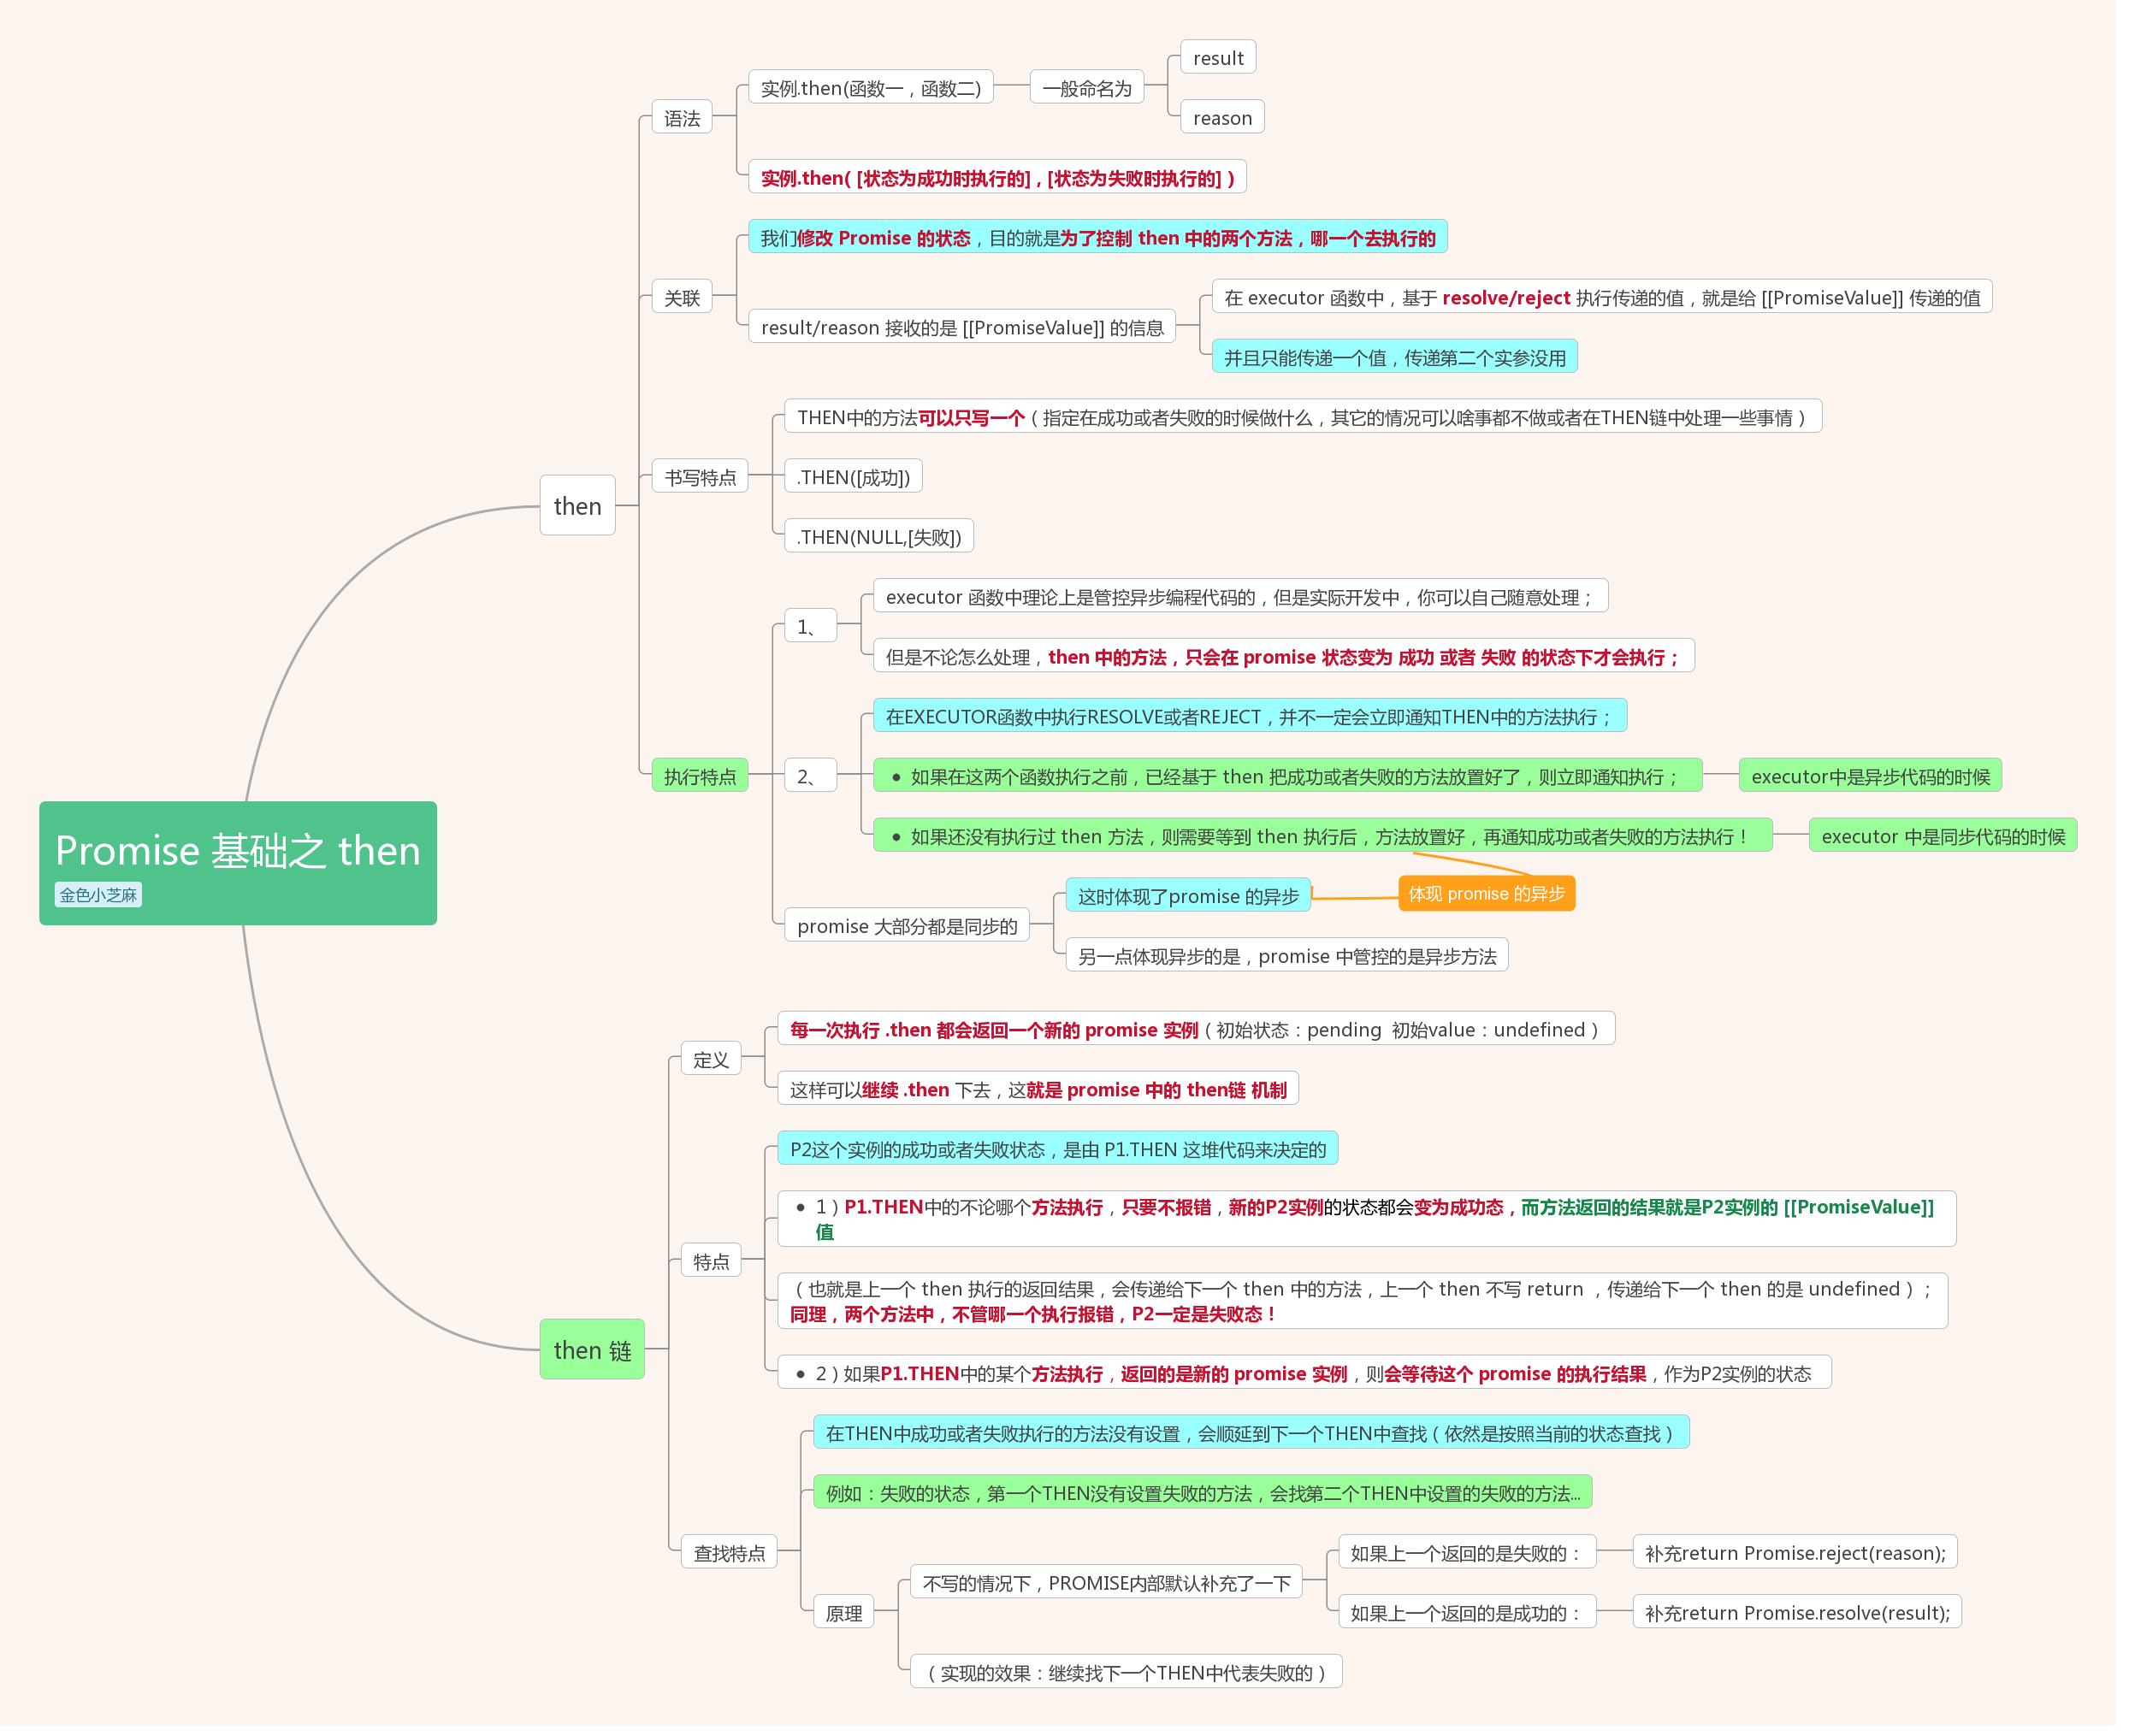 Promise 基础之 then
金色小芝麻
then
语法
实例.then(函数一，函数二)
一般命名为
result
reason
实例.then( [状态为成功时执行的] , [状态为失败时执行的] )
关联
我们修改 Promise 的状态，目的就是为了控制 then 中的两个方法，哪一个去执行的
result/reason 接收的是 [[PromiseValue]] 的信息
在 executor 函数中，基于 resolve/reject 执行传递的值，就是给 [[PromiseValue]] 传递的值
并且只能传递一个值，传递第二个实参没用
书写特点
THEN中的方法可以只写一个（指定在成功或者失败的时候做什么，其它的情况可以啥事都不做或者在THEN链中处理一些事情）
.THEN([成功])
.THEN(NULL,[失败])
执行特点
1、
executor 函数中理论上是管控异步编程代码的，但是实际开发中，你可以自己随意处理；
但是不论怎么处理，then 中的方法，只会在 promise 状态变为 成功 或者 失败 的状态下才会执行；
2、
在EXECUTOR函数中执行RESOLVE或者REJECT，并不一定会立即通知THEN中的方法执行；
• 如果在这两个函数执行之前，已经基于 then 把成功或者失败的方法放置好了，则立即通知执行；
executor中是异步代码的时候
• 如果还没有执行过 then 方法，则需要等到 then 执行后，方法放置好，再通知成功或者失败的方法执行！
executor 中是同步代码的时候
promise 大部分都是同步的
这时体现了promise 的异步
体现 promise 的异步
另一点体现异步的是，promise 中管控的是异步方法
then 链
定义
每一次执行 .then 都会返回一个新的 promise 实例（初始状态：pending  初始value：undefined）
这样可以继续 .then 下去，这就是 promise 中的 then链 机制
特点
P2这个实例的成功或者失败状态，是由 P1.THEN 这堆代码来决定的
• 1）P1.THEN中的不论哪个方法执行，只要不报错，新的P2实例的状态都会变为成功态，而方法返回的结果就是P2实例的 [[PromiseValue]]
值
（也就是上一个 then 执行的返回结果，会传递给下一个 then 中的方法，上一个 then 不写 return ，传递给下一个 then 的是 undefined）；
同理，两个方法中，不管哪一个执行报错，P2一定是失败态！
• 2）如果P1.THEN中的某个方法执行，返回的是新的 promise 实例，则会等待这个 promise 的执行结果，作为P2实例的状态
查找特点
在THEN中成功或者失败执行的方法没有设置，会顺延到下一个THEN中查找（依然是按照当前的状态查找）
例如：失败的状态，第一个THEN没有设置失败的方法，会找第二个THEN中设置的失败的方法...
原理
不写的情况下，PROMISE内部默认补充了一下
如果上一个返回的是失败的：
补充return Promise.reject(reason);
如果上一个返回的是成功的：
补充return Promise.resolve(result);
（实现的效果：继续找下一个THEN中代表失败的）